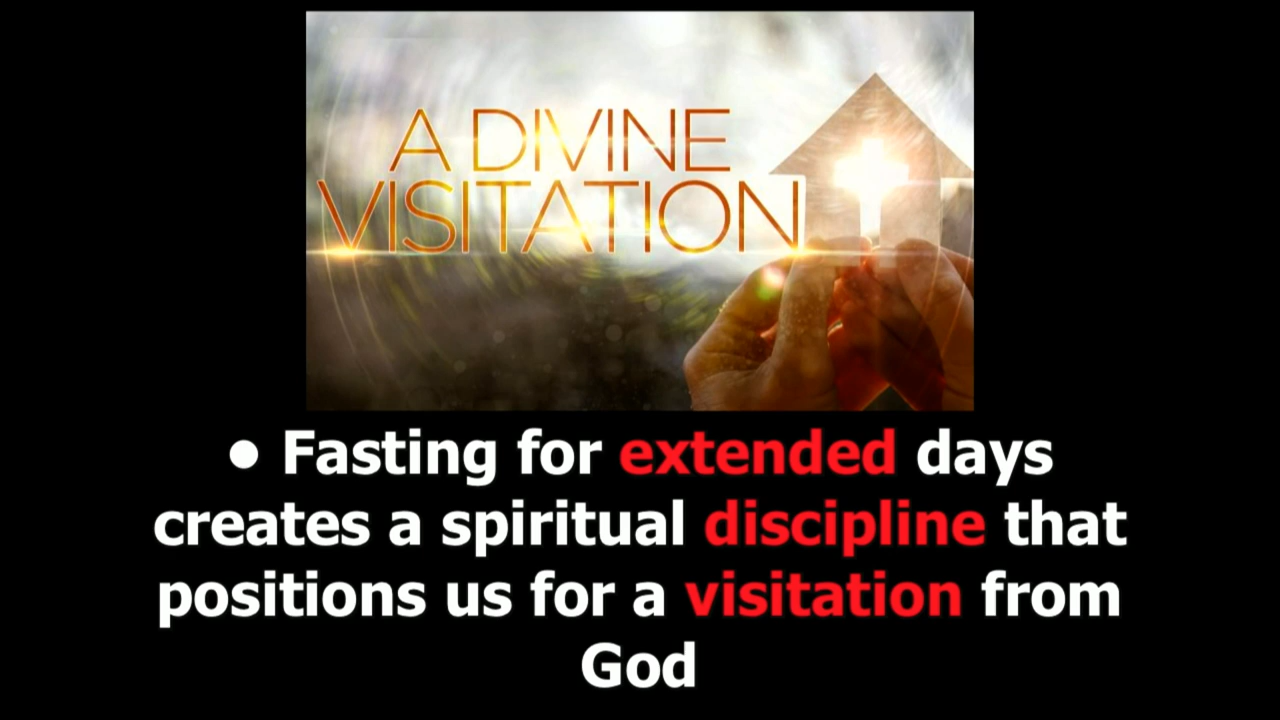 A DIVINE
VISITATION
• Fasting for extended days
creates a spiritual discipline that
positions us for a visitation from
God